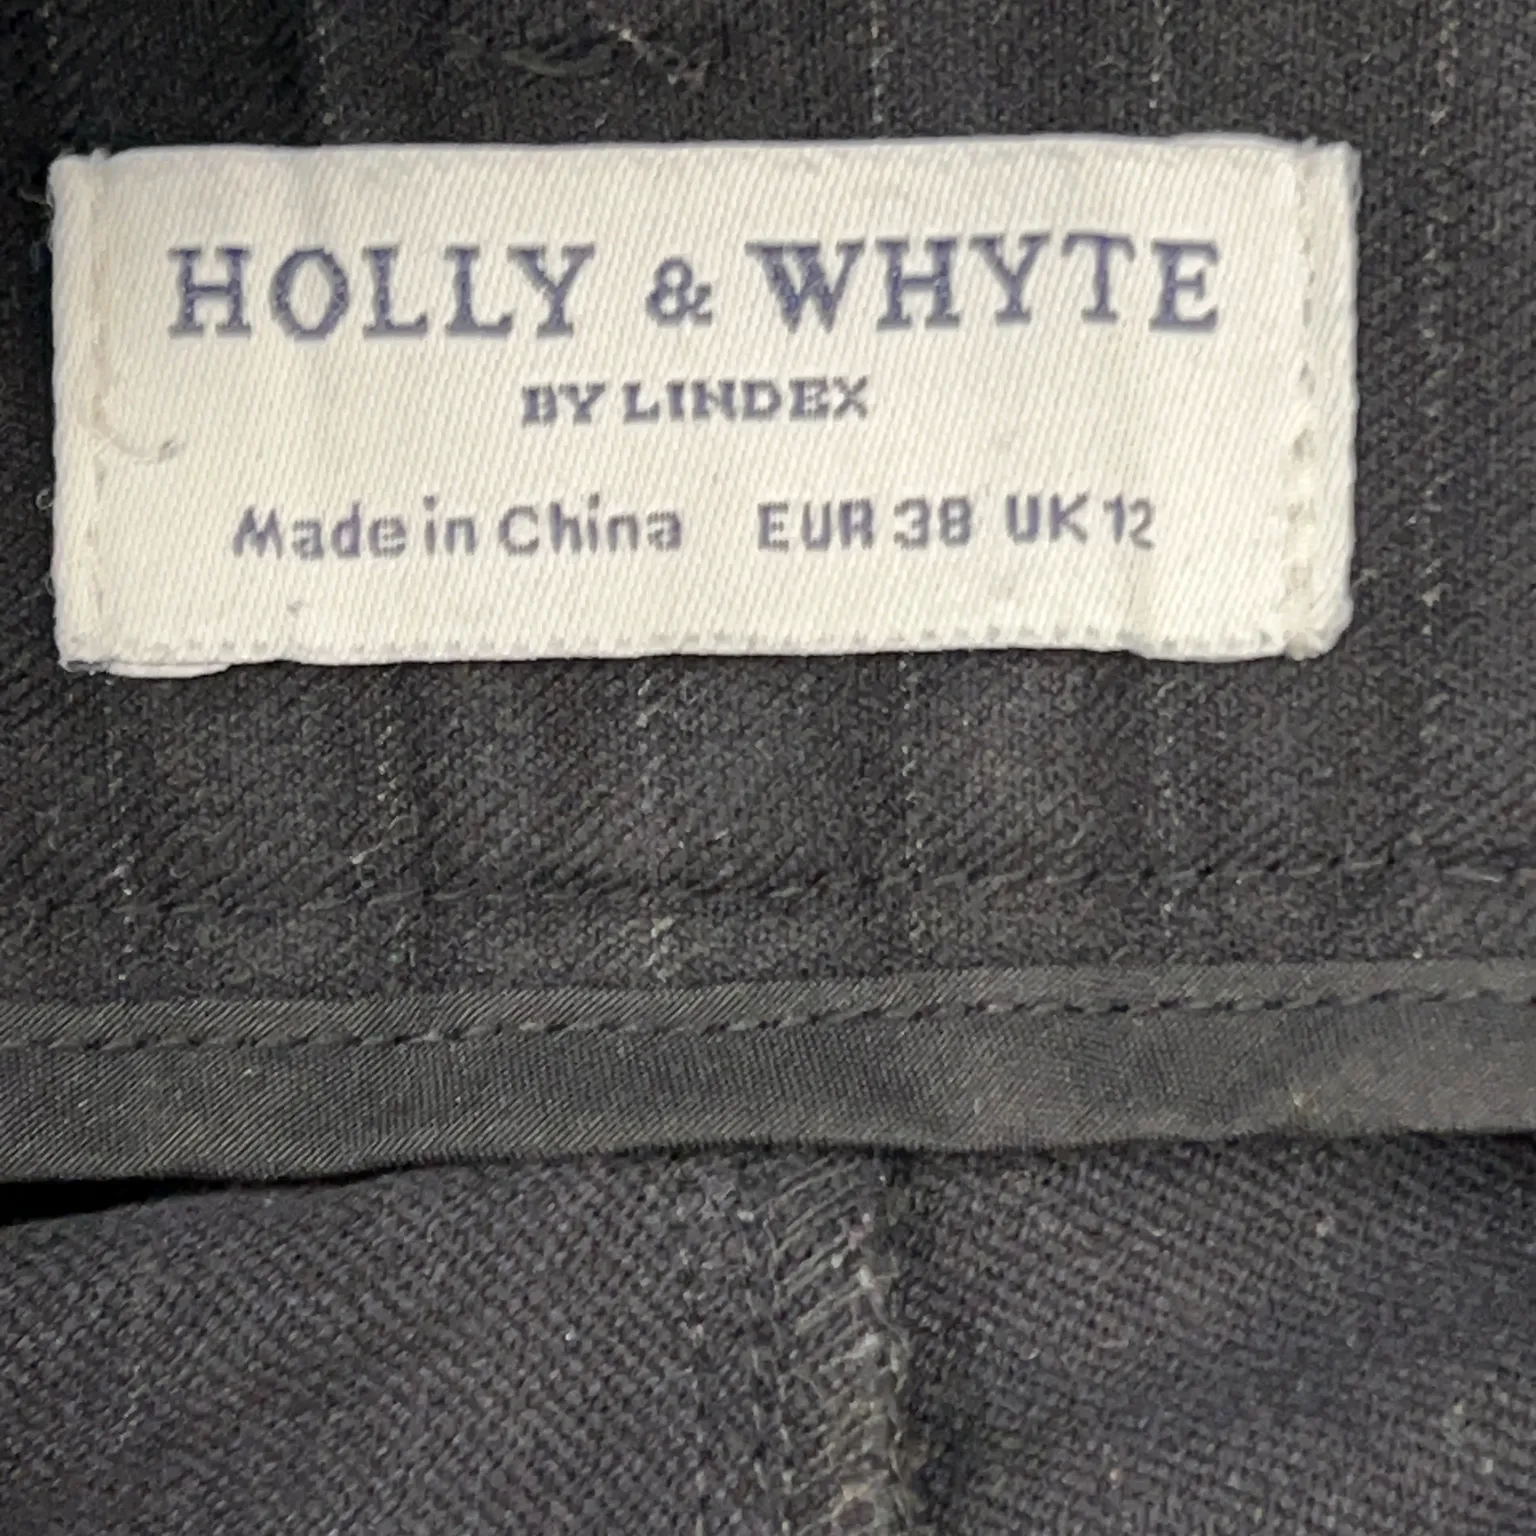 HOLLY & WHYTE
BY LINDEX
Made in China EUR 38 UK 12